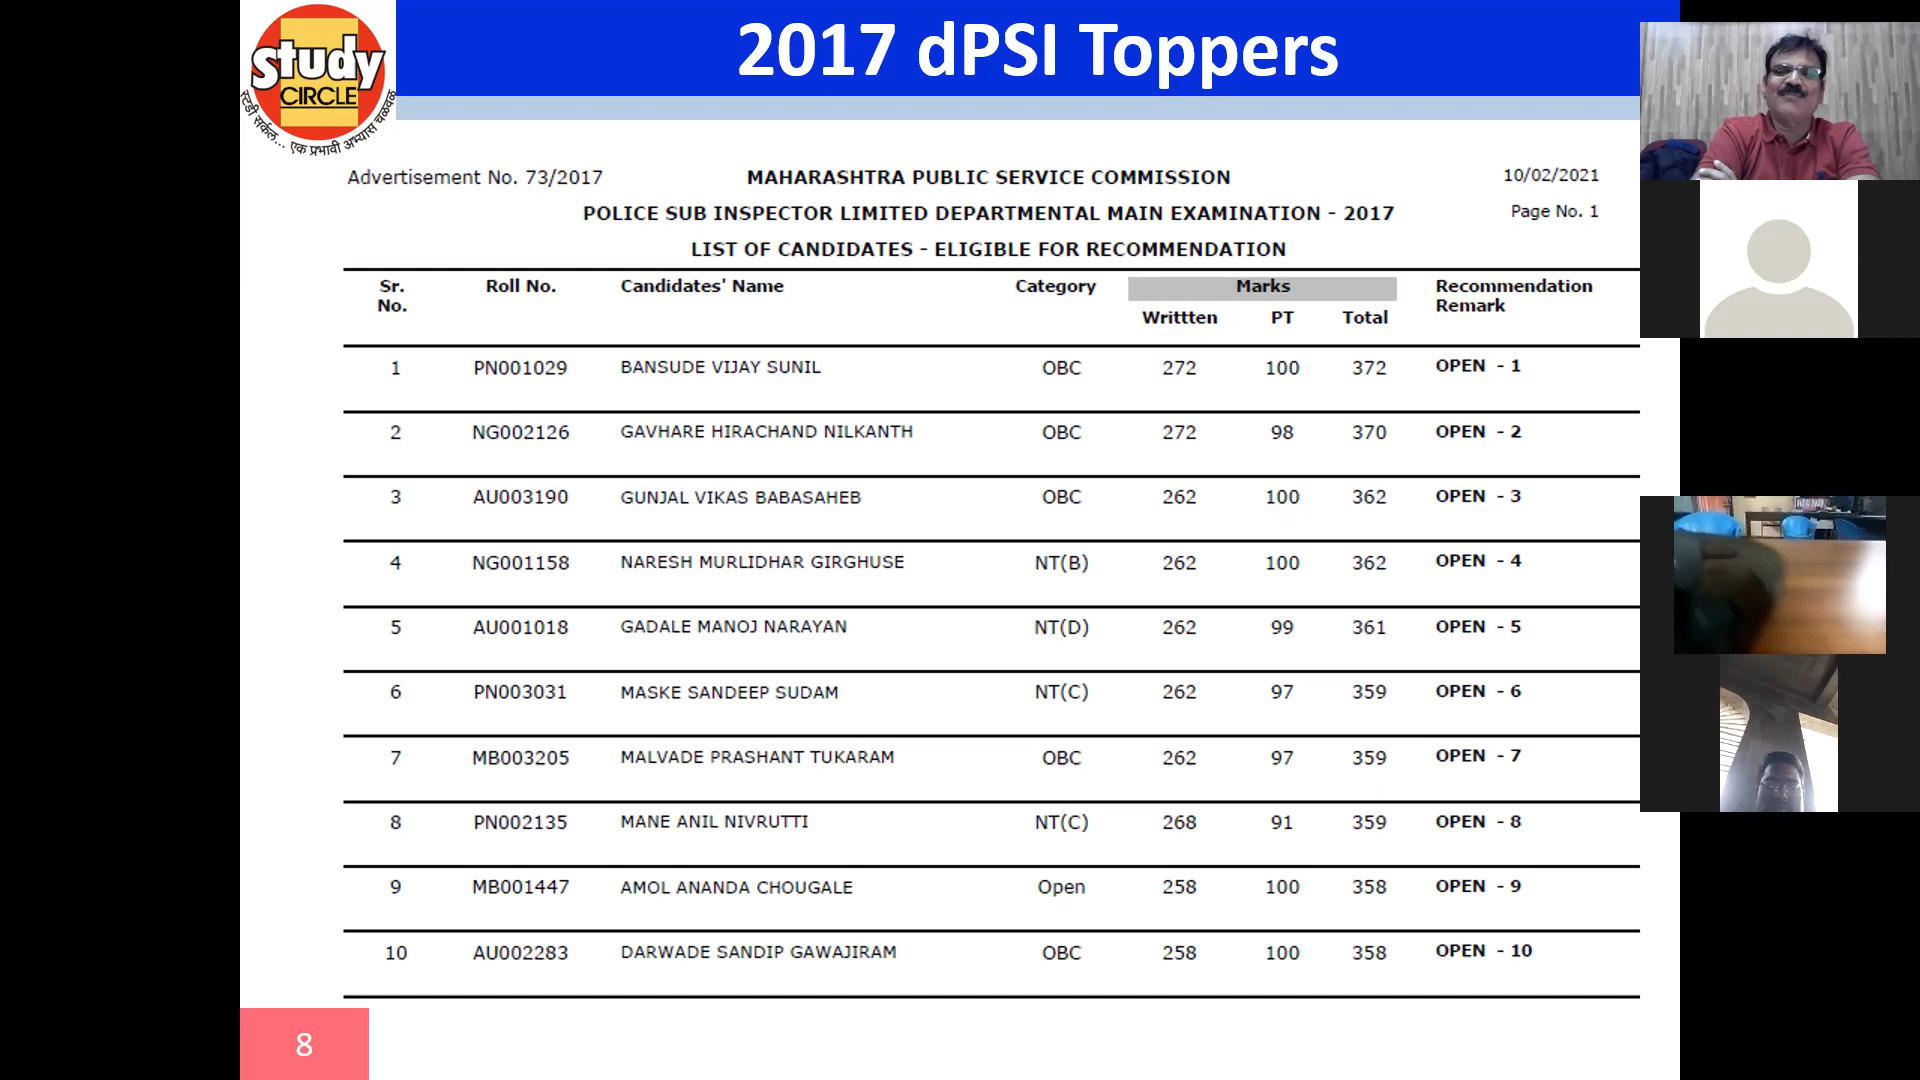 2017 dPSI Toppers
study
CIRCLE
स्टडी सर्कल... एक प्रभावी अभ्यास चळवळ
Advertisement No. 73/2017 MAHARASHTRA PUBLIC SERVICE COMMISSION 10/02/2021
POLICE SUB INSPECTOR LIMITED DEPARTMENTAL MAIN EXAMINATION - 2017 Page No. 1
LIST OF CANDIDATES - ELIGIBLE FOR RECOMMENDATION
Sr. No. Roll No. Candidates' Name Category Marks Recommendation Remark
Writtten PT Total
1 PN001029 BANSUDE VIJAY SUNIL OBC 272 100 372 OPEN - 1
2 NG002126 GAVHARE HIRACHAND NILKANTH OBC 272 98 370 OPEN - 2
3 AU003190 GUNJAL VIKAS BABASAHEB OBC 262 100 362 OPEN - 3
4 NG001158 NARESH MURLIDHAR GIRGHUSE NT(B) 262 100 362 OPEN - 4
5 AU001018 GADALE MANOJ NARAYAN NT(D) 262 99 361 OPEN - 5
6 PN003031 MASKE SANDEEP SUDAM NT(C) 262 97 359 OPEN - 6
7 MB003205 MALVADE PRASHANT TUKARAM OBC 262 97 359 OPEN - 7
8 PN002135 MANE ANIL NIVRUTTI NT(C) 268 91 359 OPEN - 8
9 MB001447 AMOL ANANDA CHOUGALE Open 258 100 358 OPEN - 9
10 AU002283 DARWADE SANDIP GAWAJIRAM OBC 258 100 358 OPEN - 10
8